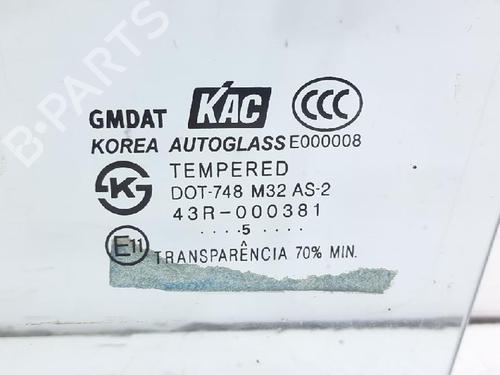 B-PARTS
GMDAT KAC CCC
KOREA AUTOGLASS E000008
K S TEMPERED
DOT-748 M32 AS-2
43R-000381
....5....
E11 TRANSPARÊNCIA 70% MIN.